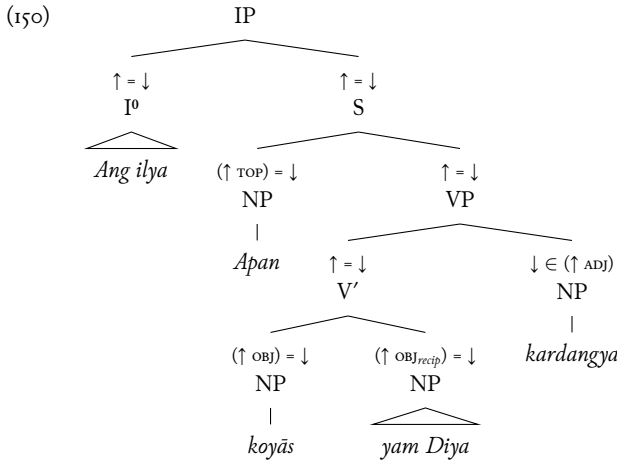 (150) IP
↑ = ↓ ↑ = ↓
I⁰ S
Ang ilya (↑ TOP) = ↓ ↑ = ↓
NP VP
Apan ↑ = ↓ ↓ ∈ (↑ ADJ)
V′ NP
(↑ OBJ) = ↓ (↑ OBJrecip) = ↓ kardangya
NP NP
koyās yam Diya